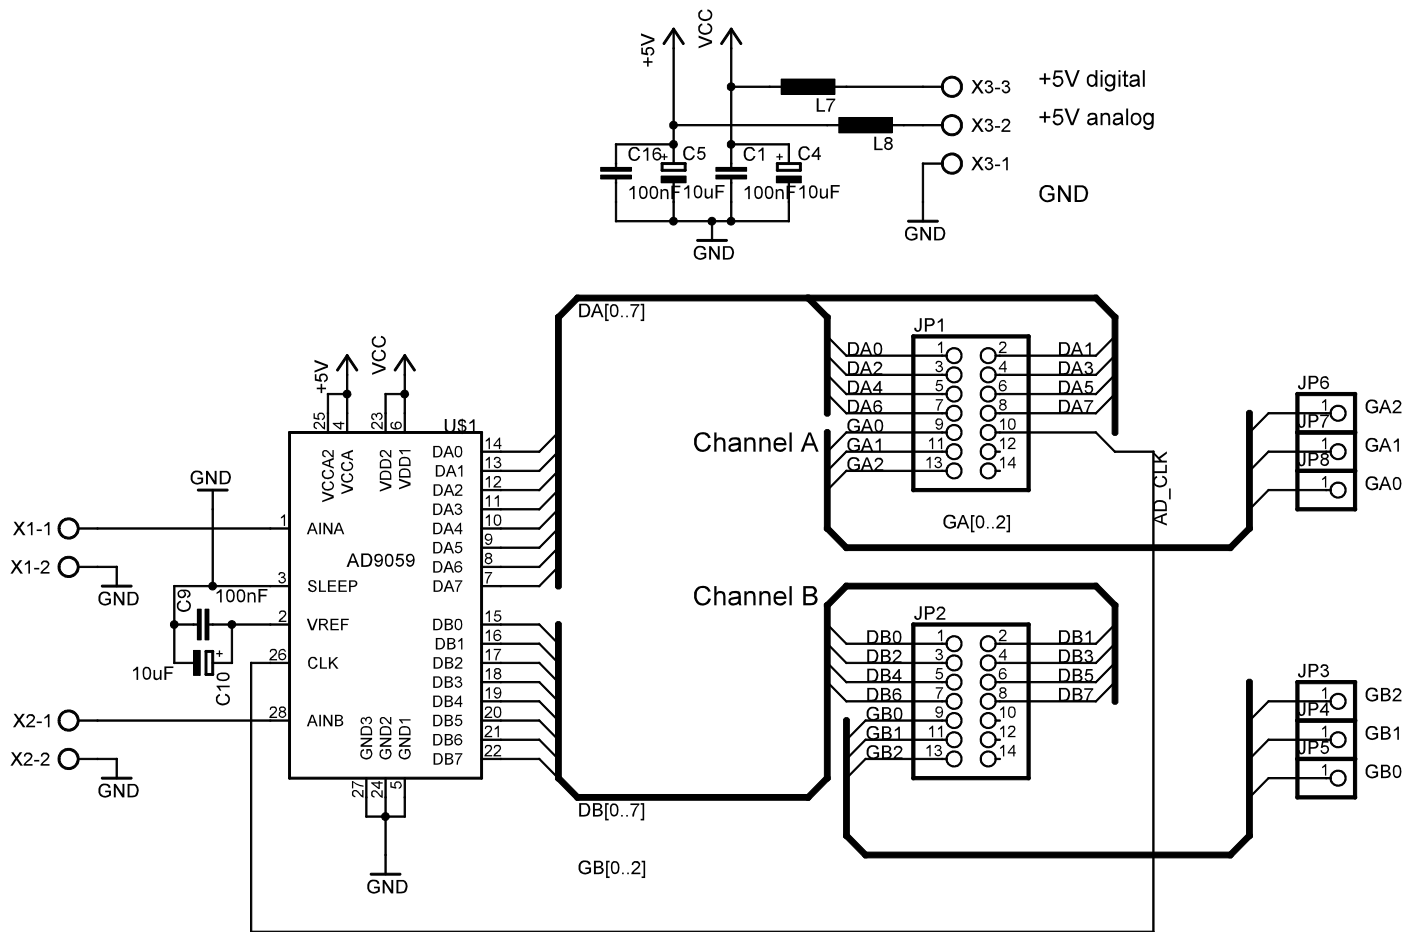 +5V
VCC
X3-3 +5V digital
L7
X3-2 +5V analog
L8
C16 + C5 C1 + C4
X3-1
100nF 10uF 100nF 10uF
GND
GND
GND
DA[0..7]
JP1
DA0 1 2 DA1
DA2 3 4 DA3
DA4 5 6 DA5
DA6 7 8 DA7
GA0 9 10
GA1 11 12
GA2 13 14
Channel A
AD_CLK
GA[0..2]
JP6
1 GA2
JP7
1 GA1
JP8
1 GA0
+5V
VCC
25 4 23 6
U$1
VCCA2 VCCA VDD2 VDD1
DA0 14
DA1 13
DA2 12
DA3 11
DA4 10
DA5 9
DA6 8
DA7 7
GND
X1-1 1 AINA
AD9059
X1-2
GND
3 SLEEP
C9 100nF
2 VREF
+
10uF C10
26 CLK
X2-1 28 AINB
X2-2
GND
DB0 15
DB1 16
DB2 17
DB3 18
DB4 19
DB5 20
DB6 21
DB7 22
GND3 GND2 GND1
27 24 5
GND
Channel B
JP2
DB0 1 2 DB1
DB2 3 4 DB3
DB4 5 6 DB5
DB6 7 8 DB7
GB0 9 10
GB1 11 12
GB2 13 14
JP3
1 GB2
JP4
1 GB1
JP5
1 GB0
DB[0..7]
GB[0..2]